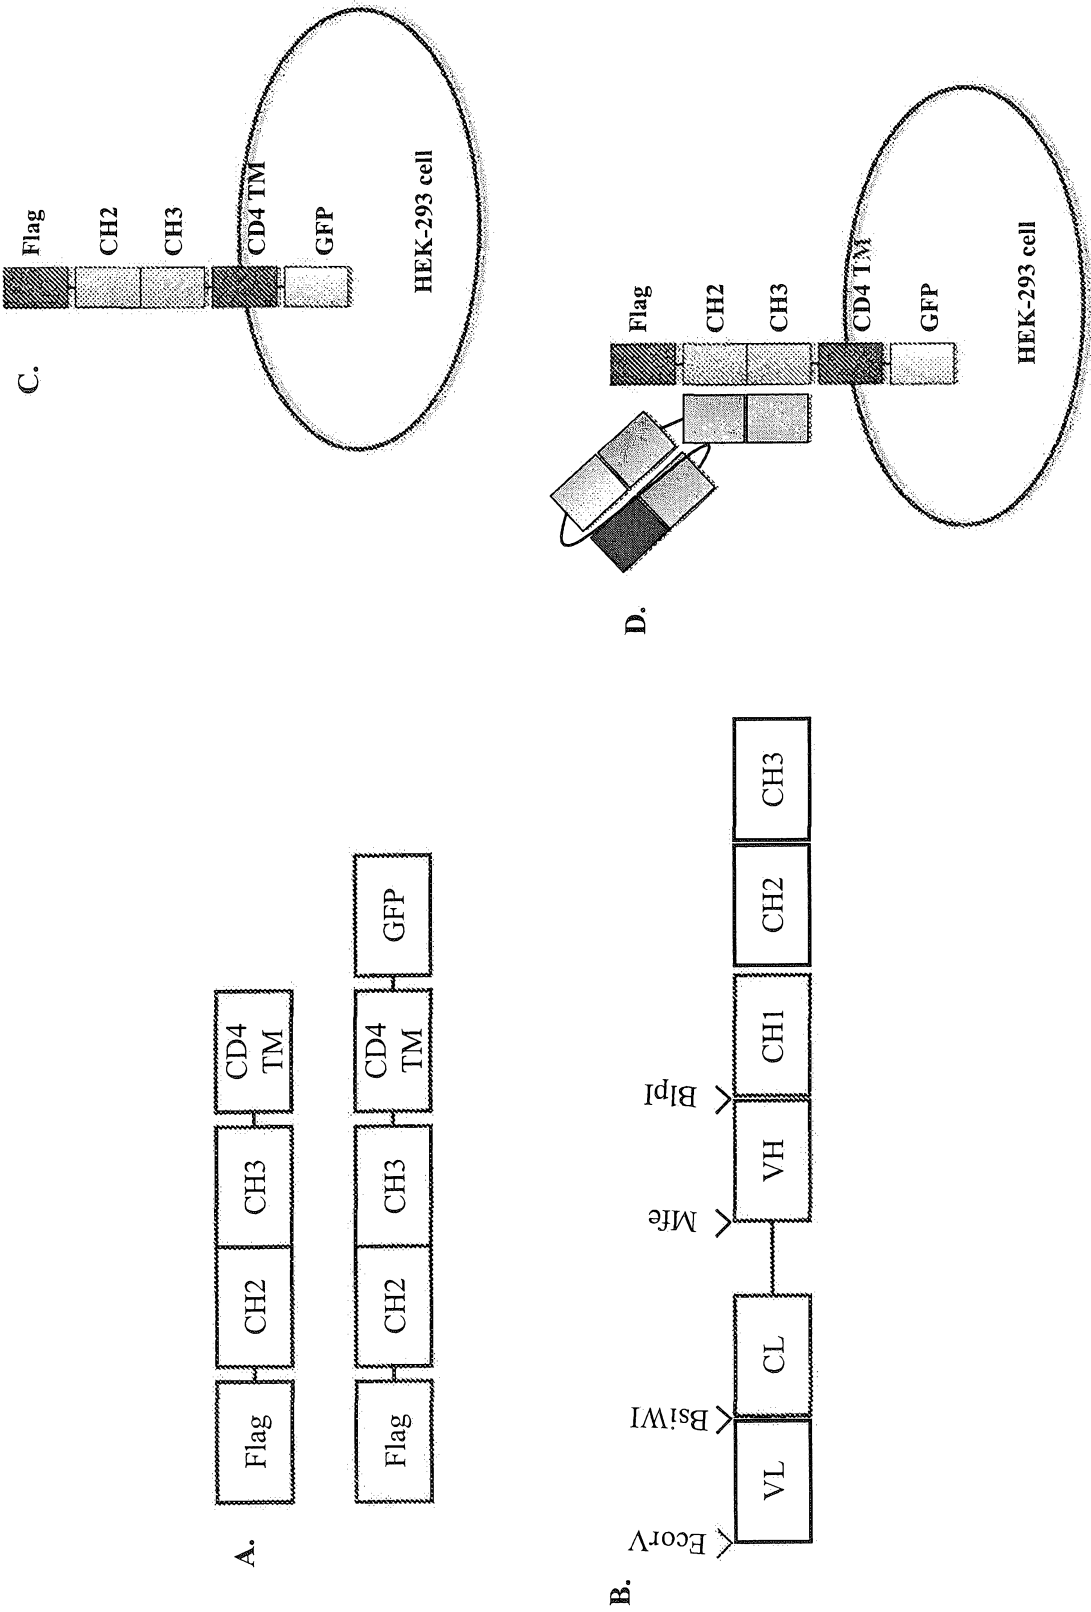 A.
Flag
CH2
CH3
CD4
TM
Flag
CH2
CH3
CD4
TM
GFP
B.
EcorV
BsiWI
Mfe
BlpI
VL
CL
VH
CH1
CH2
CH3
C.
Flag
CH2
CH3
CD4 TM
GFP
HEK-293 cell
D.
Flag
CH2
CH3
CD4 TM
GFP
HEK-293 cell